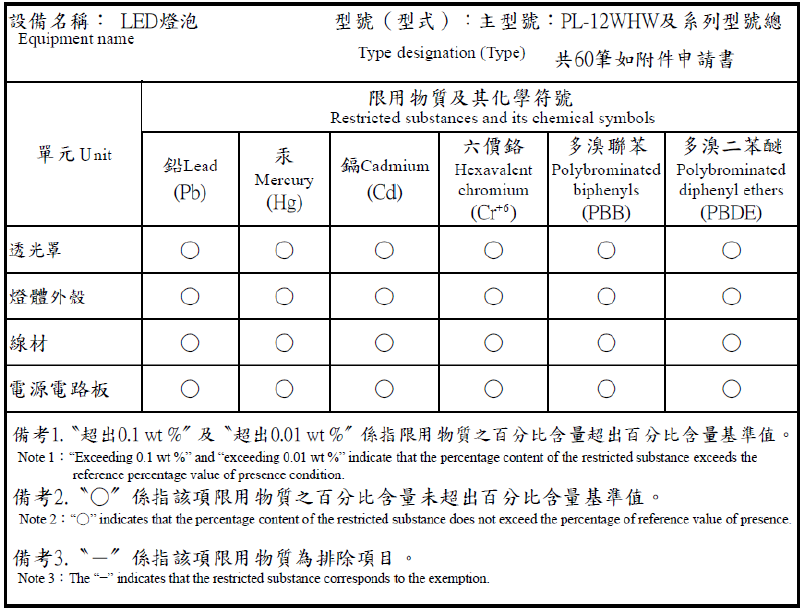 設備名稱： LED燈泡 型號（型式）：主型號：PL-12WHW及系列型號總
Equipment name Type designation (Type) 共60筆如附件申請書
限用物質及其化學符號
Restricted substances and its chemical symbols
單元Unit
鉛Lead
(Pb)
汞
Mercury
(Hg)
鎘Cadmium
(Cd)
六價鉻
Hexavalent
chromium
(Cr⁺⁶)
多溴聯苯
Polybrominated
biphenyls
(PBB)
多溴二苯醚
Polybrominated
diphenyl ethers
(PBDE)
透光罩 ○ ○ ○ ○ ○ ○
燈體外殼 ○ ○ ○ ○ ○ ○
線材 ○ ○ ○ ○ ○ ○
電源電路板 ○ ○ ○ ○ ○ ○
備考1.〝超出0.1 wt %〞及〝超出0.01 wt %〞係指限用物質之百分比含量超出百分比含量基準值。
Note 1：“Exceeding 0.1 wt %” and “exceeding 0.01 wt %” indicate that the percentage content of the restricted substance exceeds the
reference percentage value of presence condition.
備考2.〝○〞係指該項限用物質之百分比含量未超出百分比含量基準值。
Note 2：“○” indicates that the percentage content of the restricted substance does not exceed the percentage of reference value of presence.
備考3.〝－〞係指該項限用物質為排除項目。
Note 3：The “−” indicates that the restricted substance corresponds to the exemption.